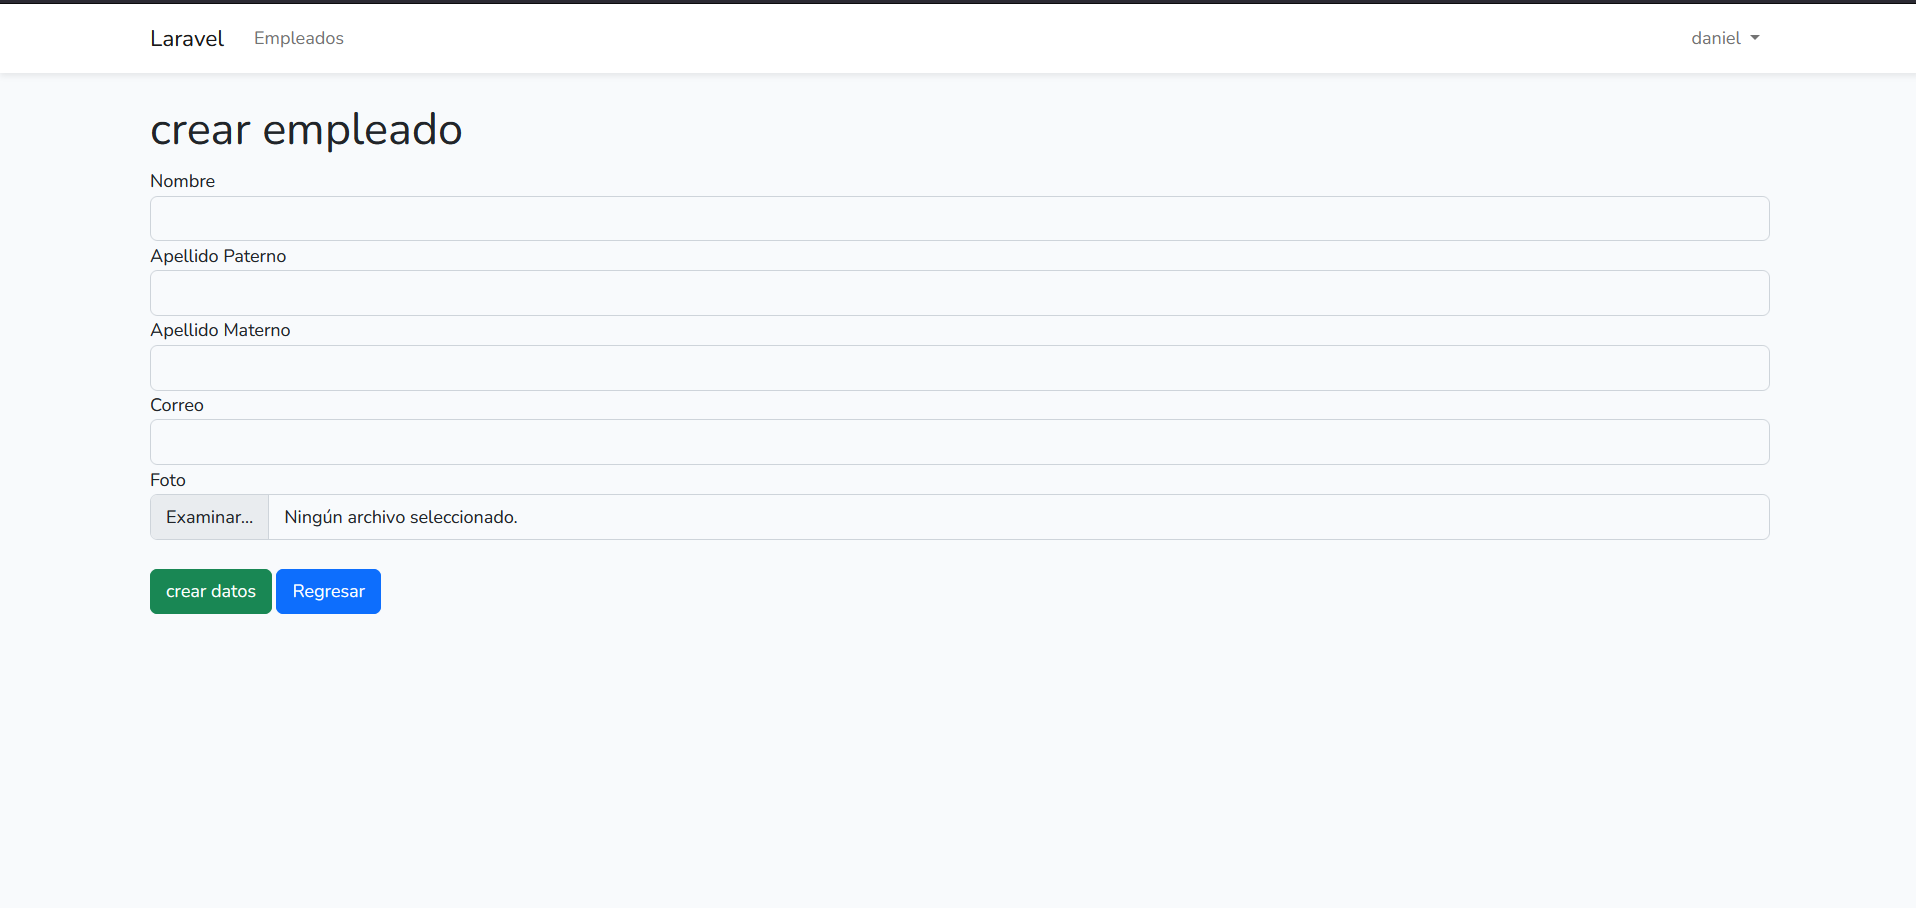 Laravel Empleados daniel
crear empleado
Nombre
Apellido Paterno
Apellido Materno
Correo
Foto
Examinar... Ningún archivo seleccionado.
crear datos Regresar